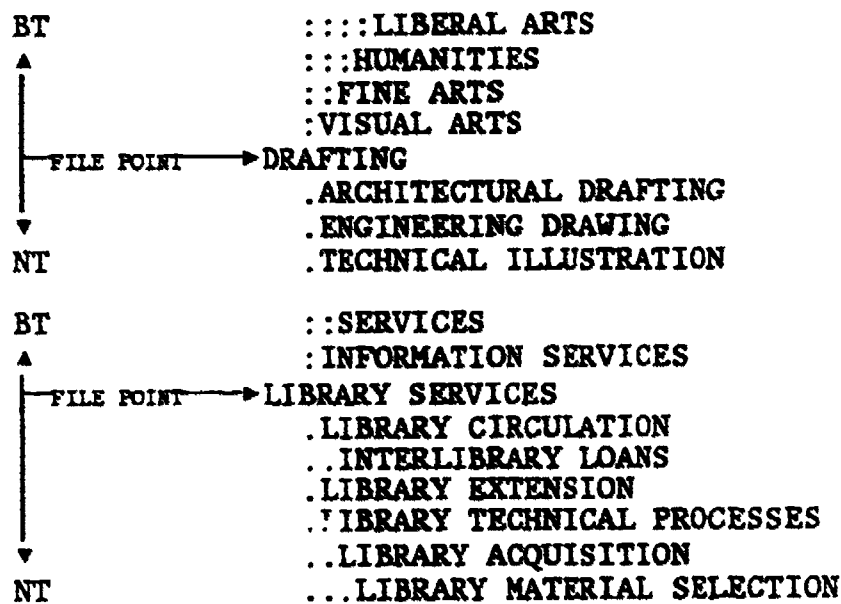 BT ::::LIBERAL ARTS
:::HUMANITIES
::FINE ARTS
:VISUAL ARTS
FILE POINT DRAFTING
.ARCHITECTURAL DRAFTING
.ENGINEERING DRAWING
NT .TECHNICAL ILLUSTRATION
BT ::SERVICES
:INFORMATION SERVICES
FILE POINT LIBRARY SERVICES
.LIBRARY CIRCULATION
..INTERLIBRARY LOANS
.LIBRARY EXTENSION
.LIBRARY TECHNICAL PROCESSES
..LIBRARY ACQUISITION
NT ...LIBRARY MATERIAL SELECTION